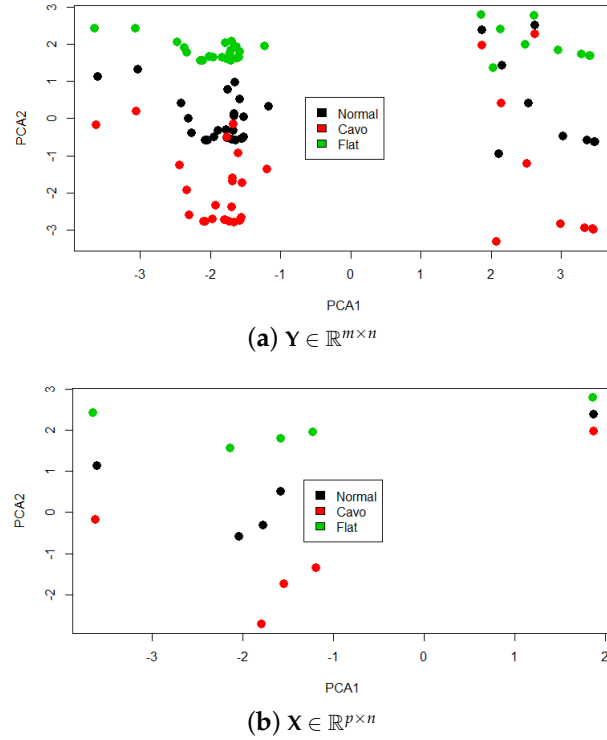 3
2
1
0
-1
-2
-3
PCA2
Normal
Cavo
Flat
-3
-2
-1
0
1
2
3
PCA1
(a) Y ∈ ℝ^{m×n}
3
2
1
0
-1
-2
PCA2
Normal
Cavo
Flat
-3
-2
-1
0
1
2
PCA1
(b) X ∈ ℝ^{p×n}